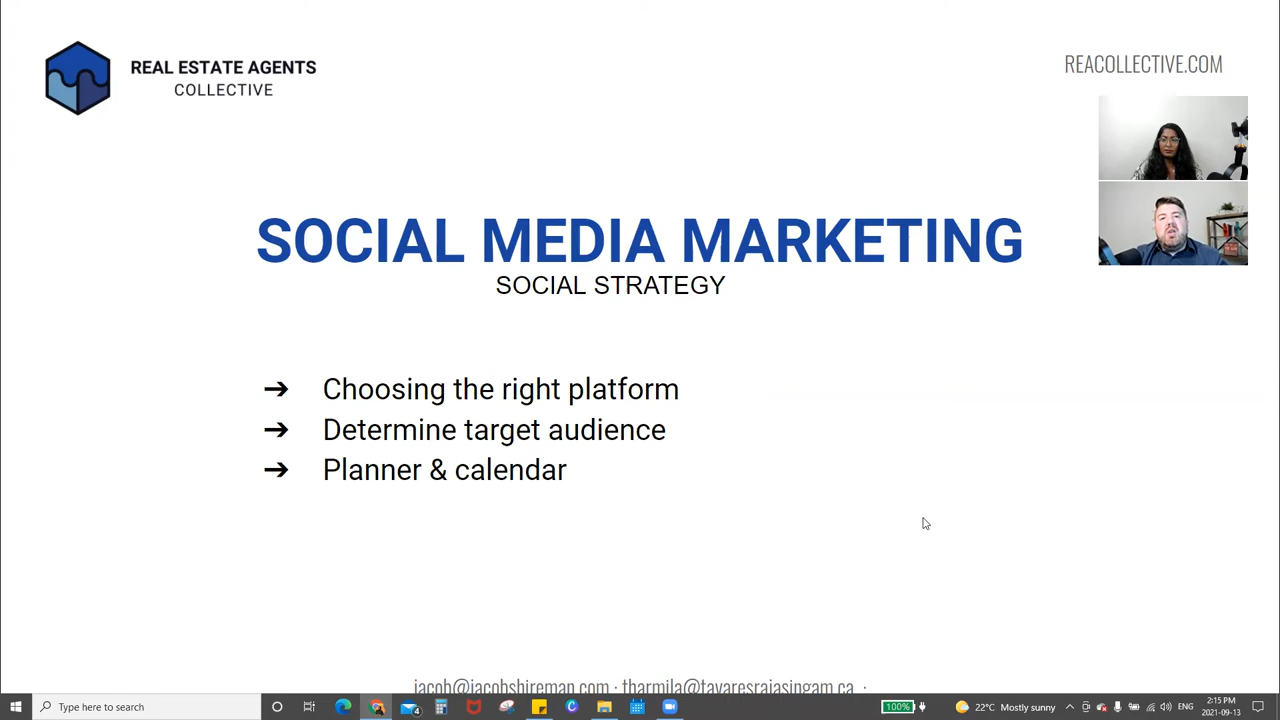 REAL ESTATE AGENTS
COLLECTIVE
REACOLLECTIVE.COM
SOCIAL MEDIA MARKETING
SOCIAL STRATEGY
➔ Choosing the right platform
➔ Determine target audience
➔ Planner & calendar
jacob@jacobshireman.com · tharmila@tavaresrajasingam.ca ·
Type here to search
4
100%
22°C Mostly sunny
ENG
2:15 PM
2021-09-13